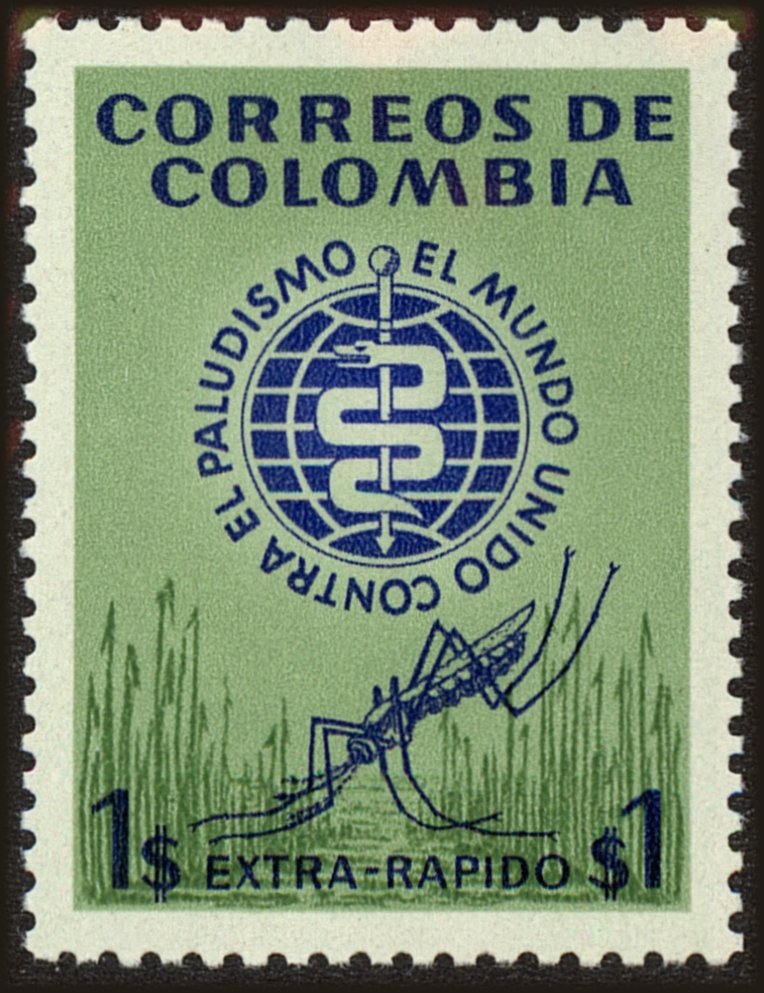 CORREOS DE
COLOMBIA
EL MUNDO UNIDO CONTRA EL PALUDISMO
1$ EXTRA-RAPIDO $1